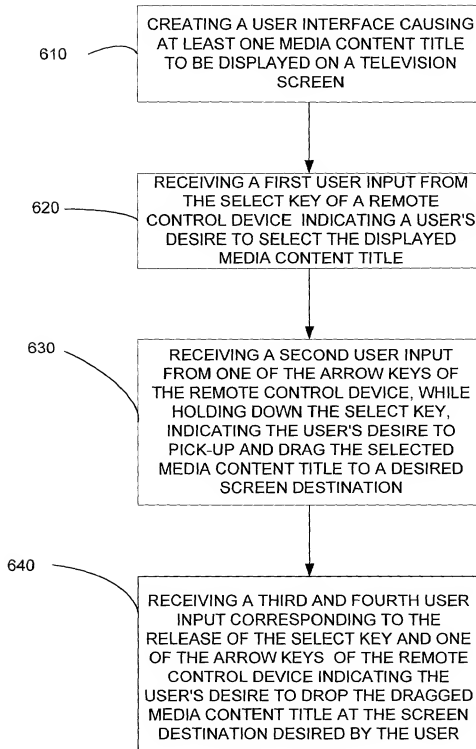 610
CREATING A USER INTERFACE CAUSING
AT LEAST ONE MEDIA CONTENT TITLE
TO BE DISPLAYED ON A TELEVISION
SCREEN
620
RECEIVING A FIRST USER INPUT FROM
THE SELECT KEY OF A REMOTE
CONTROL DEVICE INDICATING A USER'S
DESIRE TO SELECT THE DISPLAYED
MEDIA CONTENT TITLE
630
RECEIVING A SECOND USER INPUT
FROM ONE OF THE ARROW KEYS OF
THE REMOTE CONTROL DEVICE, WHILE
HOLDING DOWN THE SELECT KEY,
INDICATING THE USER'S DESIRE TO
PICK-UP AND DRAG THE SELECTED
MEDIA CONTENT TITLE TO A DESIRED
SCREEN DESTINATION
640
RECEIVING A THIRD AND FOURTH USER
INPUT CORRESPONDING TO THE
RELEASE OF THE SELECT KEY AND ONE
OF THE ARROW KEYS OF THE REMOTE
CONTROL DEVICE INDICATING THE
USER'S DESIRE TO DROP THE DRAGGED
MEDIA CONTENT TITLE AT THE SCREEN
DESTINATION DESIRED BY THE USER